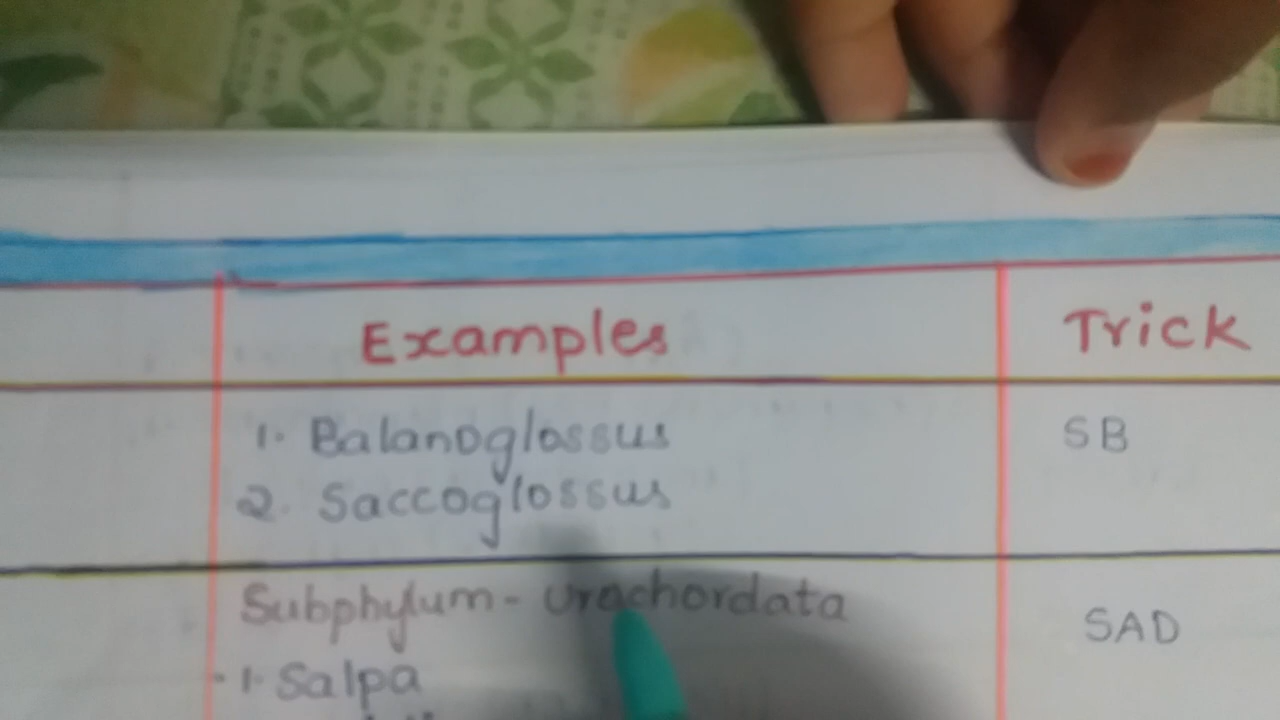 Examples
Trick
1. Balanoglossus
SB
2. Saccoglossus
Subphylum - Urochordata
SAD
1. Salpa